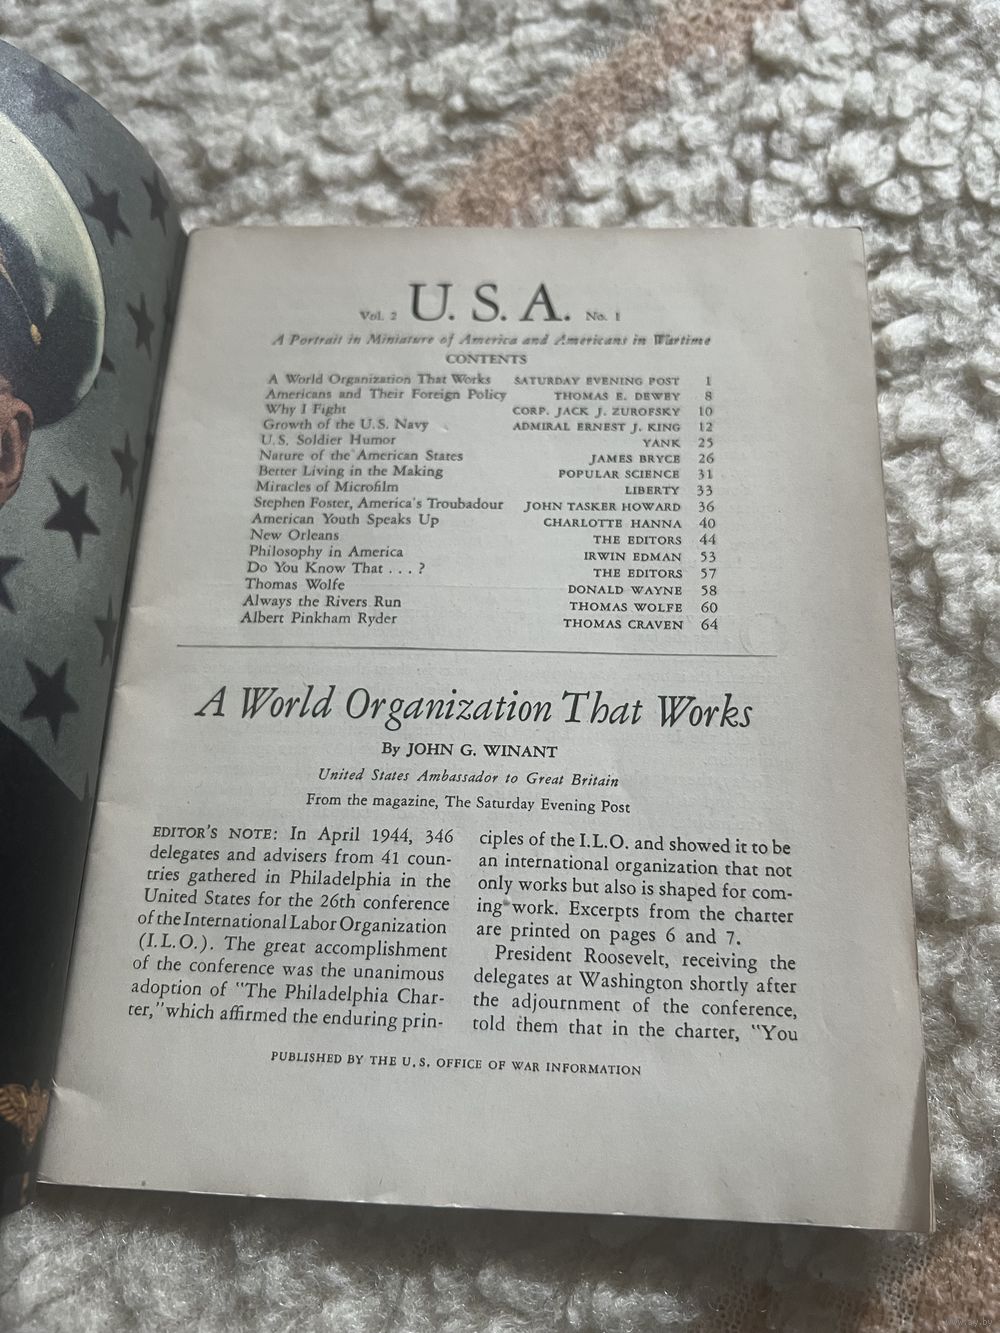 Vol. 2 U. S. A. No. 1
A Portrait in Miniature of America and Americans in Wartime
CONTENTS
A World Organization That Works SATURDAY EVENING POST 1
Americans and Their Foreign Policy THOMAS E. DEWEY 8
Why I Fight CORP. JACK J. ZUROFSKY 10
Growth of the U.S. Navy ADMIRAL ERNEST J. KING 12
U.S. Soldier Humor YANK 25
Nature of the American States JAMES BRYCE 26
Better Living in the Making POPULAR SCIENCE 31
Miracles of Microfilm LIBERTY 33
Stephen Foster, America's Troubadour JOHN TASKER HOWARD 36
American Youth Speaks Up CHARLOTTE HANNA 40
New Orleans THE EDITORS 44
Philosophy in America IRWIN EDMAN 53
Do You Know That . . . ? THE EDITORS 57
Thomas Wolfe DONALD WAYNE 58
Always the Rivers Run THOMAS WOLFE 60
Albert Pinkham Ryder THOMAS CRAVEN 64
A World Organization That Works
By JOHN G. WINANT
United States Ambassador to Great Britain
From the magazine, The Saturday Evening Post
EDITOR'S NOTE: In April 1944, 346
delegates and advisers from 41 coun-
tries gathered in Philadelphia in the
United States for the 26th conference
of the International Labor Organization
(I.L.O.). The great accomplishment
of the conference was the unanimous
adoption of "The Philadelphia Char-
ter," which affirmed the enduring prin-
ciples of the I.L.O. and showed it to be
an international organization that not
only works but also is shaped for com-
ing work. Excerpts from the charter
are printed on pages 6 and 7.
President Roosevelt, receiving the
delegates at Washington shortly after
the adjournment of the conference,
told them that in the charter, "You
PUBLISHED BY THE U.S. OFFICE OF WAR INFORMATION
www.ay.by